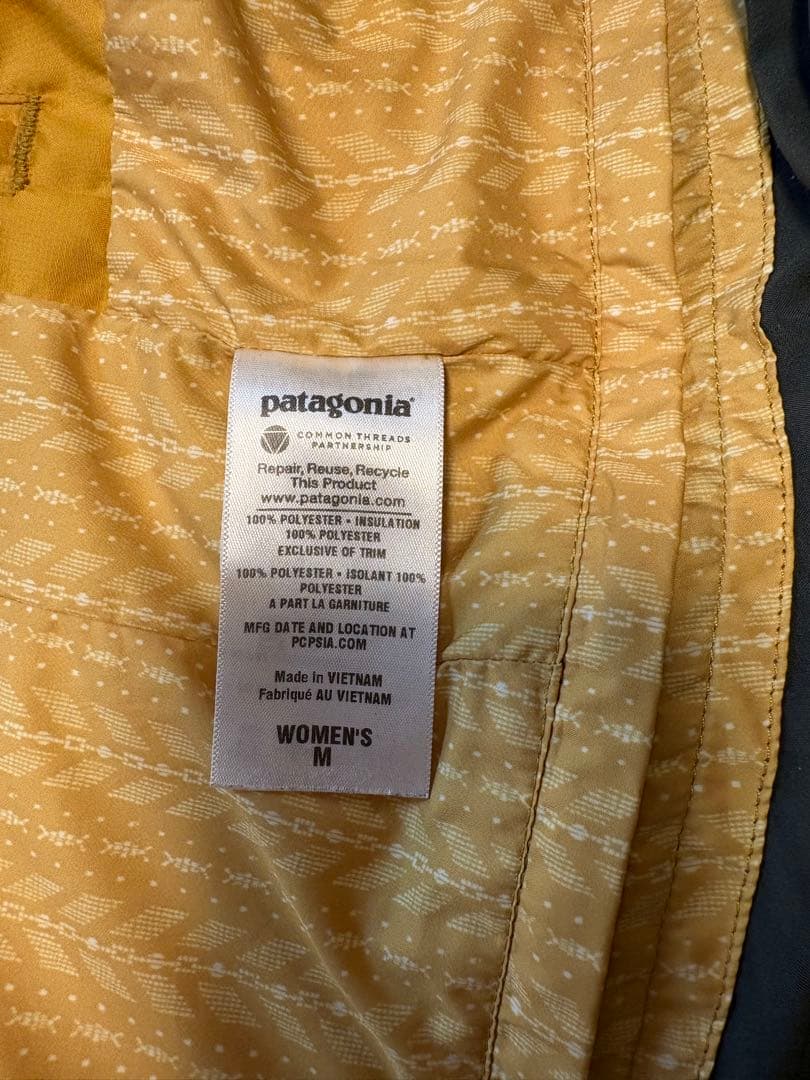 patagonia®
COMMON THREADS
PARTNERSHIP
Repair, Reuse, Recycle
This Product
www.patagonia.com
100% POLYESTER • INSULATION
100% POLYESTER
EXCLUSIVE OF TRIM
100% POLYESTER • ISOLANT 100%
POLYESTER
A PART LA GARNITURE
MFG DATE AND LOCATION AT
PCPSIA.COM
Made in VIETNAM
Fabriqué AU VIETNAM
WOMEN'S
M